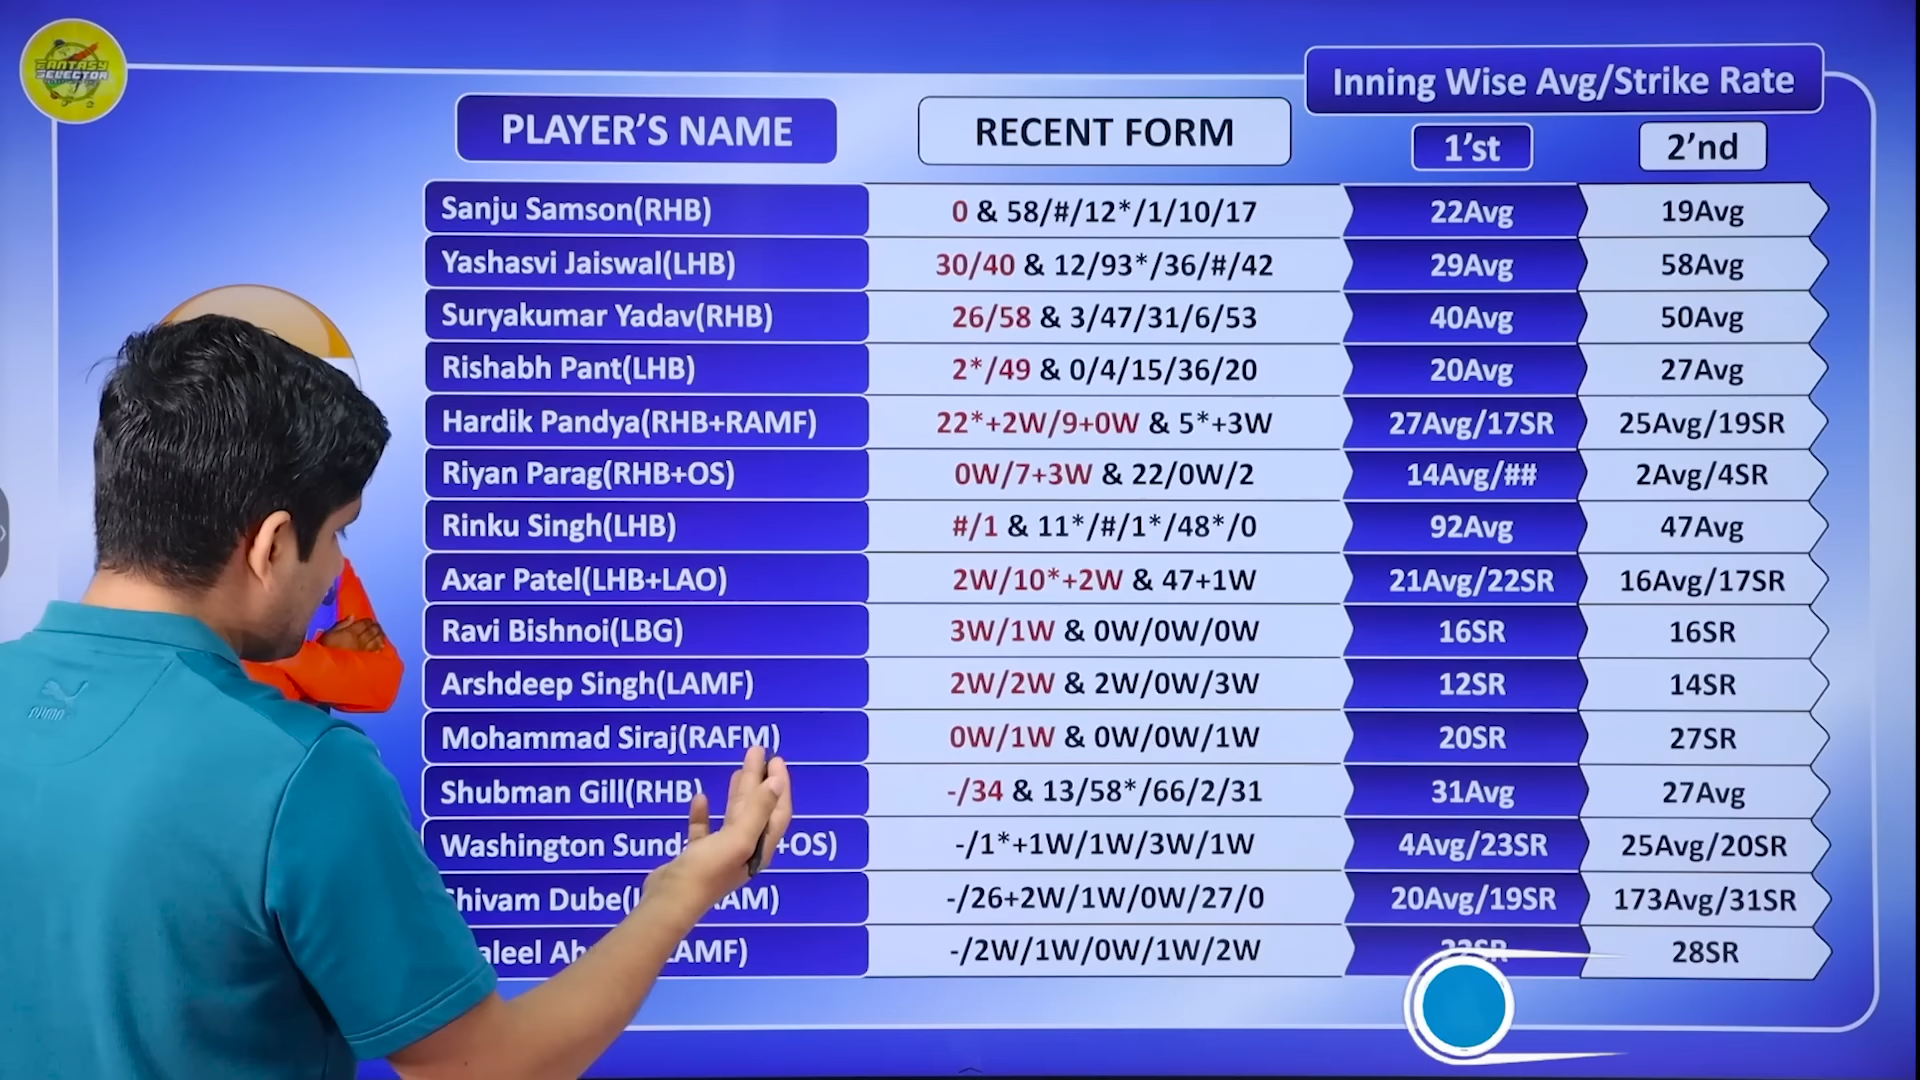 FANTASY
SELECTOR
Inning Wise Avg/Strike Rate
PLAYER'S NAME RECENT FORM 1'st 2'nd
Sanju Samson(RHB) 0 & 58/#/12*/1/10/17 22Avg 19Avg
Yashasvi Jaiswal(LHB) 30/40 & 12/93*/36/#/42 29Avg 58Avg
Suryakumar Yadav(RHB) 26/58 & 3/47/31/6/53 40Avg 50Avg
Rishabh Pant(LHB) 2*/49 & 0/4/15/36/20 20Avg 27Avg
Hardik Pandya(RHB+RAMF) 22*+2W/9+0W & 5*+3W 27Avg/17SR 25Avg/19SR
Riyan Parag(RHB+OS) 0W/7+3W & 22/0W/2 14Avg/## 2Avg/4SR
Rinku Singh(LHB) #/1 & 11*/#/1*/48*/0 92Avg 47Avg
Axar Patel(LHB+LAO) 2W/10*+2W & 47+1W 21Avg/22SR 16Avg/17SR
Ravi Bishnoi(LBG) 3W/1W & 0W/0W/0W 16SR 16SR
Arshdeep Singh(LAMF) 2W/2W & 2W/0W/3W 12SR 14SR
Mohammad Siraj(RAFM) 0W/1W & 0W/0W/1W 20SR 27SR
Shubman Gill(RHB) -/34 & 13/58*/66/2/31 31Avg 27Avg
Washington +OS) -/1*+1W/1W/3W/1W 4Avg/23SR 25Avg/20SR
Dube( AM) -/26+2W/1W/0W/27/0 20Avg/19SR 173Avg/31SR
AMF) -/2W/1W/0W/1W/2W 28SR